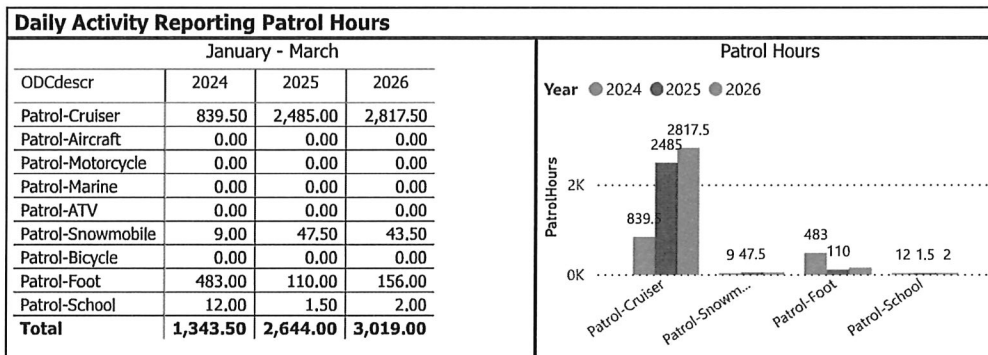 Daily Activity Reporting Patrol Hours
January - March
ODCdescr 2024 2025 2026
Patrol-Cruiser 839.50 2,485.00 2,817.50
Patrol-Aircraft 0.00 0.00 0.00
Patrol-Motorcycle 0.00 0.00 0.00
Patrol-Marine 0.00 0.00 0.00
Patrol-ATV 0.00 0.00 0.00
Patrol-Snowmobile 9.00 47.50 43.50
Patrol-Bicycle 0.00 0.00 0.00
Patrol-Foot 483.00 110.00 156.00
Patrol-School 12.00 1.50 2.00
Total 1,343.50 2,644.00 3,019.00
Patrol Hours
Year 2024 2025 2026
PatrolHours
2K
0K
839.5 2485 2817.5
9 47.5
483 110
12 1.5 2
Patrol-Cruiser
Patrol-Snowm...
Patrol-Foot
Patrol-School